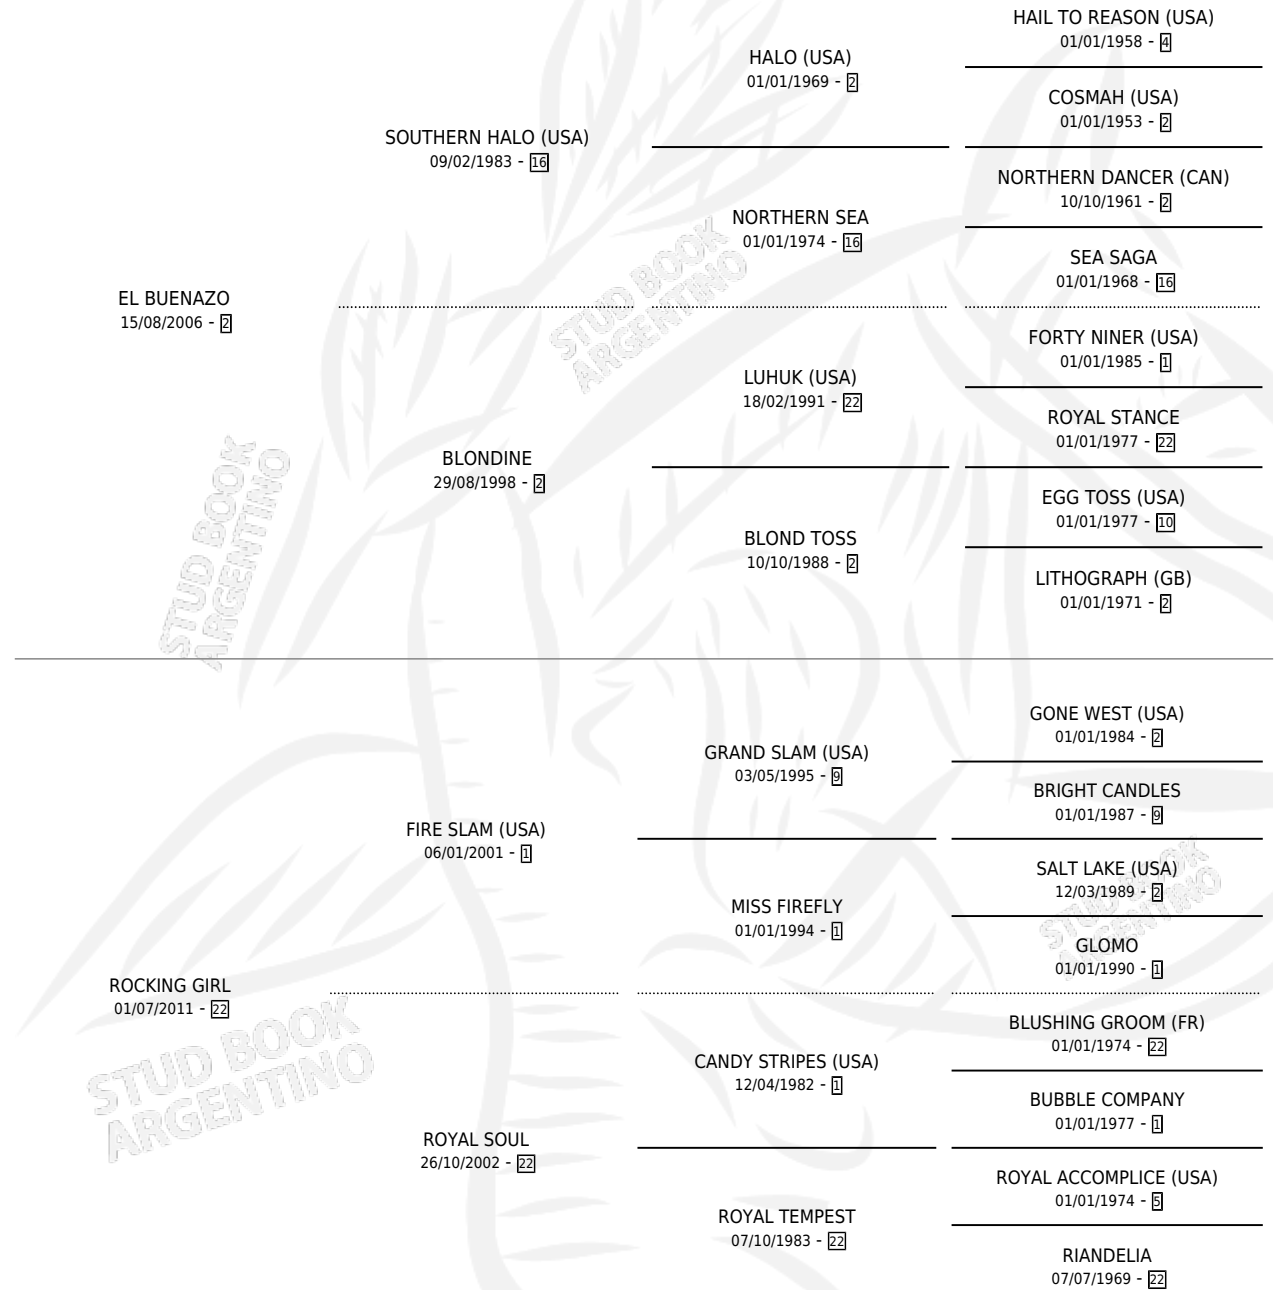 HAIL TO REASON (USA)
01/01/1958 - 4
HALO (USA)
01/01/1969 - 2
COSMAH (USA)
01/01/1953 - 2
SOUTHERN HALO (USA)
09/02/1983 - 16
NORTHERN DANCER (CAN)
10/10/1961 - 2
NORTHERN SEA
01/01/1974 - 16
SEA SAGA
01/01/1968 - 16
EL BUENAZO
15/08/2006 - 2
FORTY NINER (USA)
01/01/1985 - 1
LUHUK (USA)
18/02/1991 - 22
ROYAL STANCE
01/01/1977 - 22
BLONDINE
29/08/1998 - 2
EGG TOSS (USA)
01/01/1977 - 10
BLOND TOSS
10/10/1988 - 2
LITHOGRAPH (GB)
01/01/1971 - 2
STUD BOOK
ARGENTINO
STUD BOOK
ARGENTINO
GONE WEST (USA)
01/01/1984 - 2
GRAND SLAM (USA)
03/05/1995 - 9
BRIGHT CANDLES
01/01/1987 - 9
FIRE SLAM (USA)
06/01/2001 - 1
SALT LAKE (USA)
12/03/1989 - 2
MISS FIREFLY
01/01/1994 - 1
GLOMO
01/01/1990 - 1
ROCKING GIRL
01/07/2011 - 22
BLUSHING GROOM (FR)
01/01/1974 - 22
CANDY STRIPES (USA)
12/04/1982 - 1
BUBBLE COMPANY
01/01/1977 - 1
ROYAL SOUL
26/10/2002 - 22
ROYAL ACCOMPLICE (USA)
01/01/1974 - 5
ROYAL TEMPEST
07/10/1983 - 22
RIANDELIA
07/07/1969 - 22
STUD BOOK
ARGENTINO
STUD BOOK
ARGENTINO